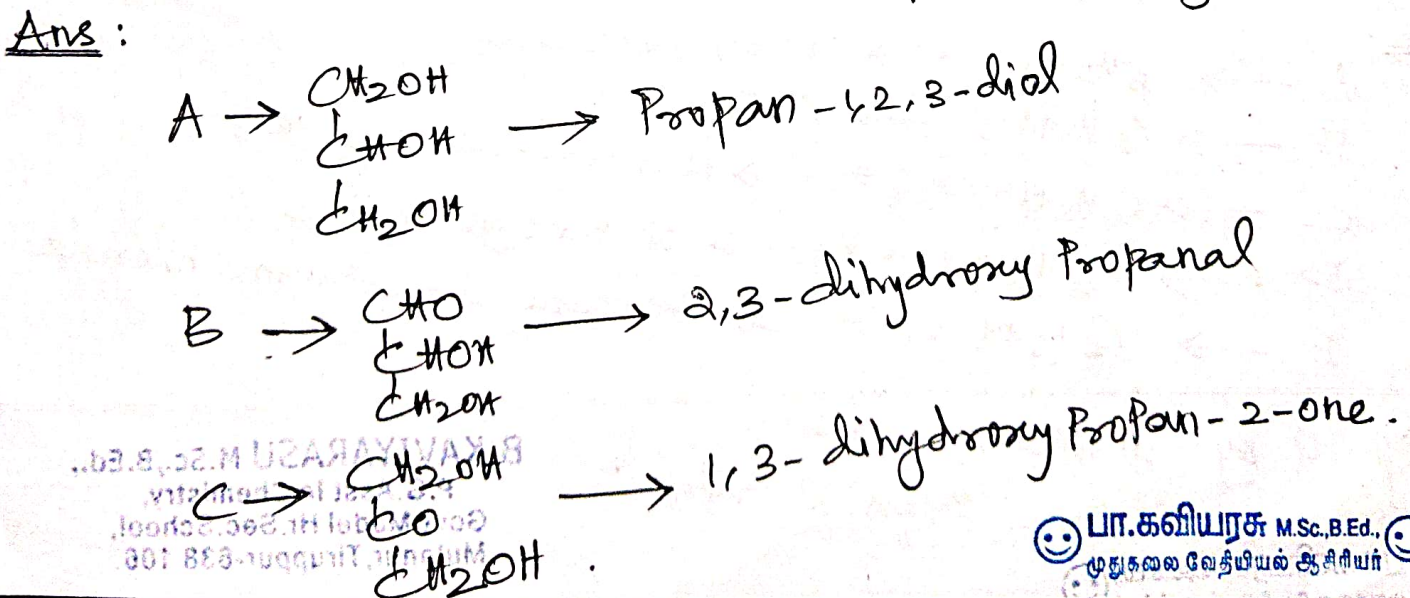 Ans :
A → CH2OH → Propan - 1,2,3-diol
CHOH
CH2OH
B → CHO → 2,3-dihydroxy Propanal
CHOH
CH2OH
C → CH2OH → 1,3-dihydroxy Propan-2-one.
CO
CH2OH .
பா.கவியரசு M.Sc.,B.Ed.,
முதுகலை வேதியியல் ஆசிரியர்